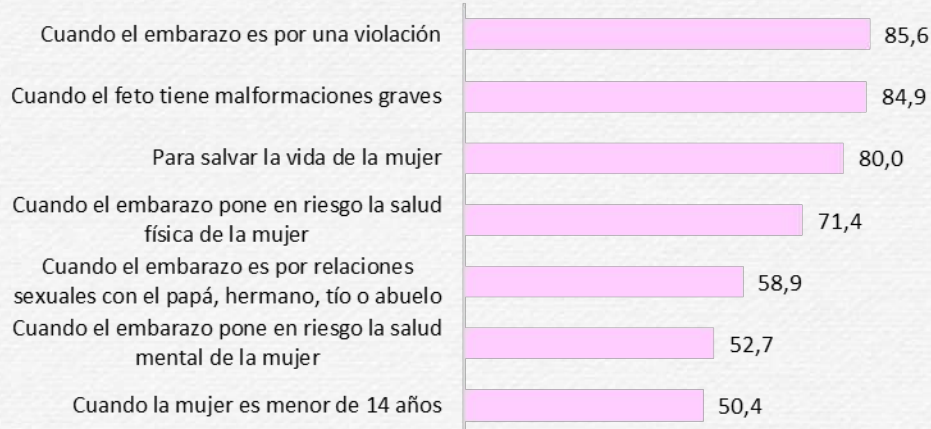 Cuando el embarazo es por una violación
85,6
Cuando el feto tiene malformaciones graves
84,9
Para salvar la vida de la mujer
80,0
Cuando el embarazo pone en riesgo la salud
física de la mujer
71,4
Cuando el embarazo es por relaciones
sexuales con el papá, hermano, tío o abuelo
58,9
Cuando el embarazo pone en riesgo la salud
mental de la mujer
52,7
Cuando la mujer es menor de 14 años
50,4